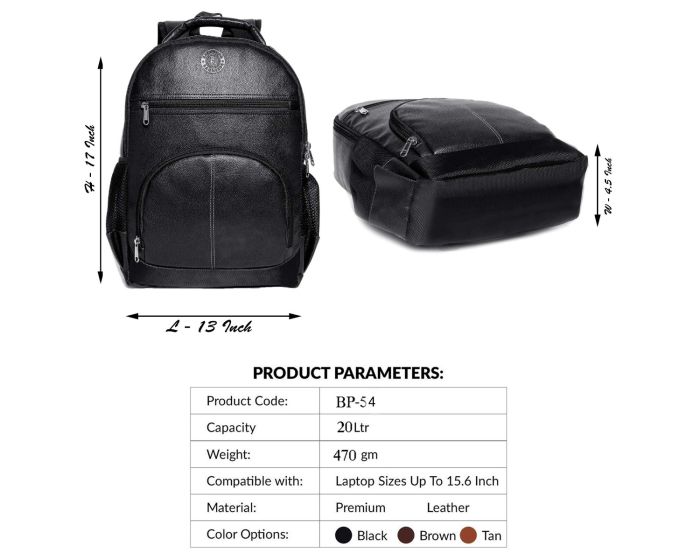 H - 17 Inch
W - 4.5 Inch
L - 13 Inch
PRODUCT PARAMETERS:
Product Code: BP-54
Capacity 20Ltr
Weight: 470 gm
Compatible with: Laptop Sizes Up To 15.6 Inch
Material: Premium Leather
Color Options: Black Brown Tan